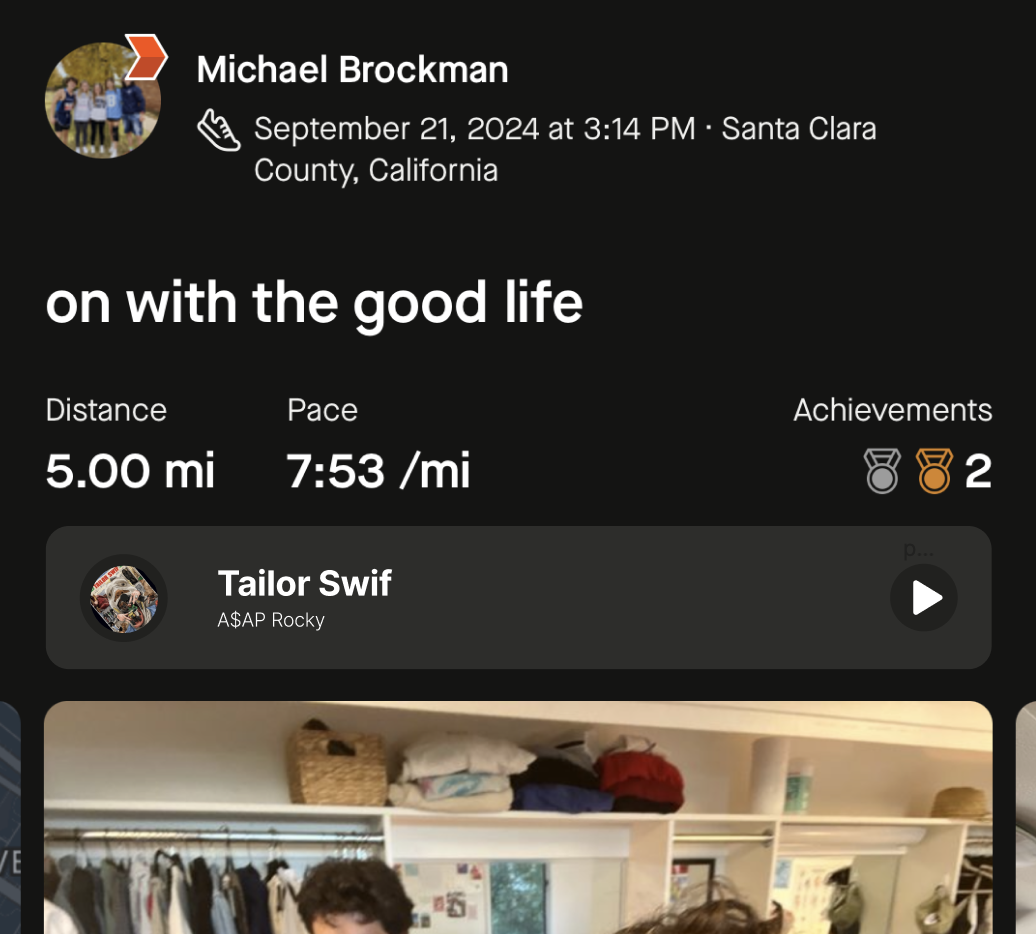 Michael Brockman
September 21, 2024 at 3:14 PM · Santa Clara
County, California
on with the good life
Distance
Pace
Achievements
5.00 mi
7:53 /mi
2
p...
Tailor Swif
A$AP Rocky